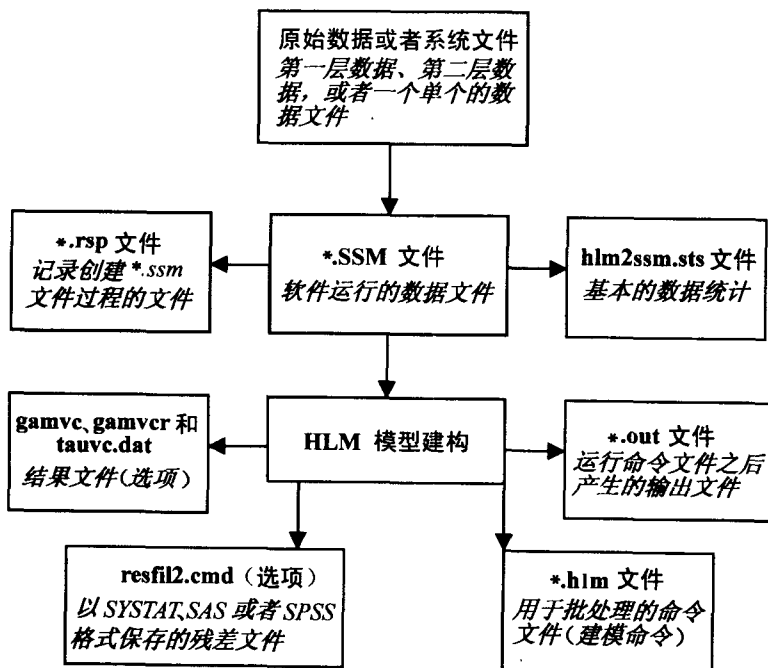 原始数据或者系统文件
第一层数据、第二层数
据，或者一个单个的数
据文件
*.rsp 文件
记录创建*.ssm
文件过程的文件
*.SSM 文件
软件运行的数据文件
hlm2ssm.sts 文件
基本的数据统计
gamvc、gamvcr 和
tauvc.dat
结果文件(选项)
HLM 模型建构
*.out 文件
运行命令文件之后
产生的输出文件
resfil2.cmd（选项）
以 SYSTAT、SAS 或者 SPSS
格式保存的残差文件
*.hlm 文件
用于批处理的命令
文件(建模命令)